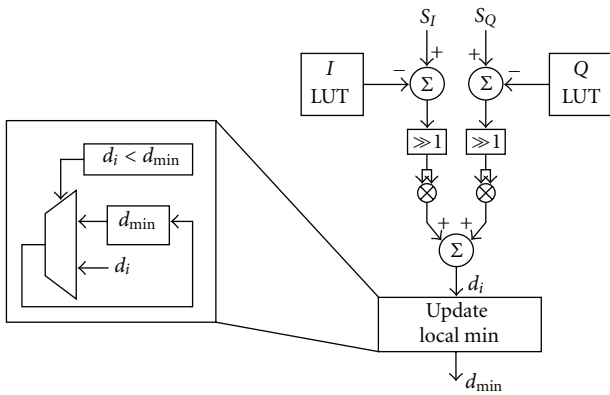 S_I S_Q
+ +
I LUT − Σ Σ − Q LUT
≫1 ≫1
+ +
Σ
d_i
Update
local min
d_min
d_i < d_min
d_min
d_i